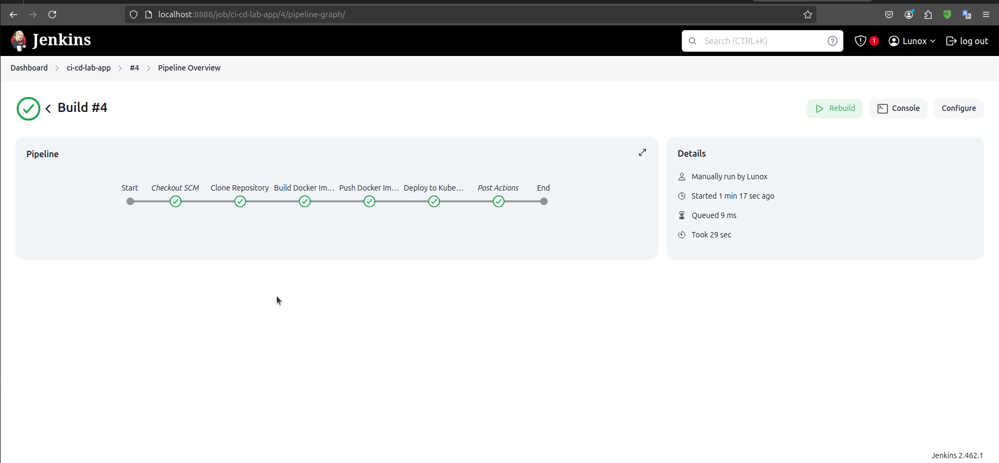 localhost:8888/job/ci-cd-lab-app/4/pipeline-graph/
Jenkins
Search (CTRL+K)
1
Lunox
log out
Dashboard
ci-cd-lab-app
#4
Pipeline Overview
Build #4
Rebuild
Console
Configure
Pipeline
Start
Checkout SCM
Clone Repository
Build Docker Im...
Push Docker Im...
Deploy to Kube...
Post Actions
End
Details
Manually run by Lunox
Started 1 min 17 sec ago
Queued 9 ms
Took 29 sec
Jenkins 2.462.1